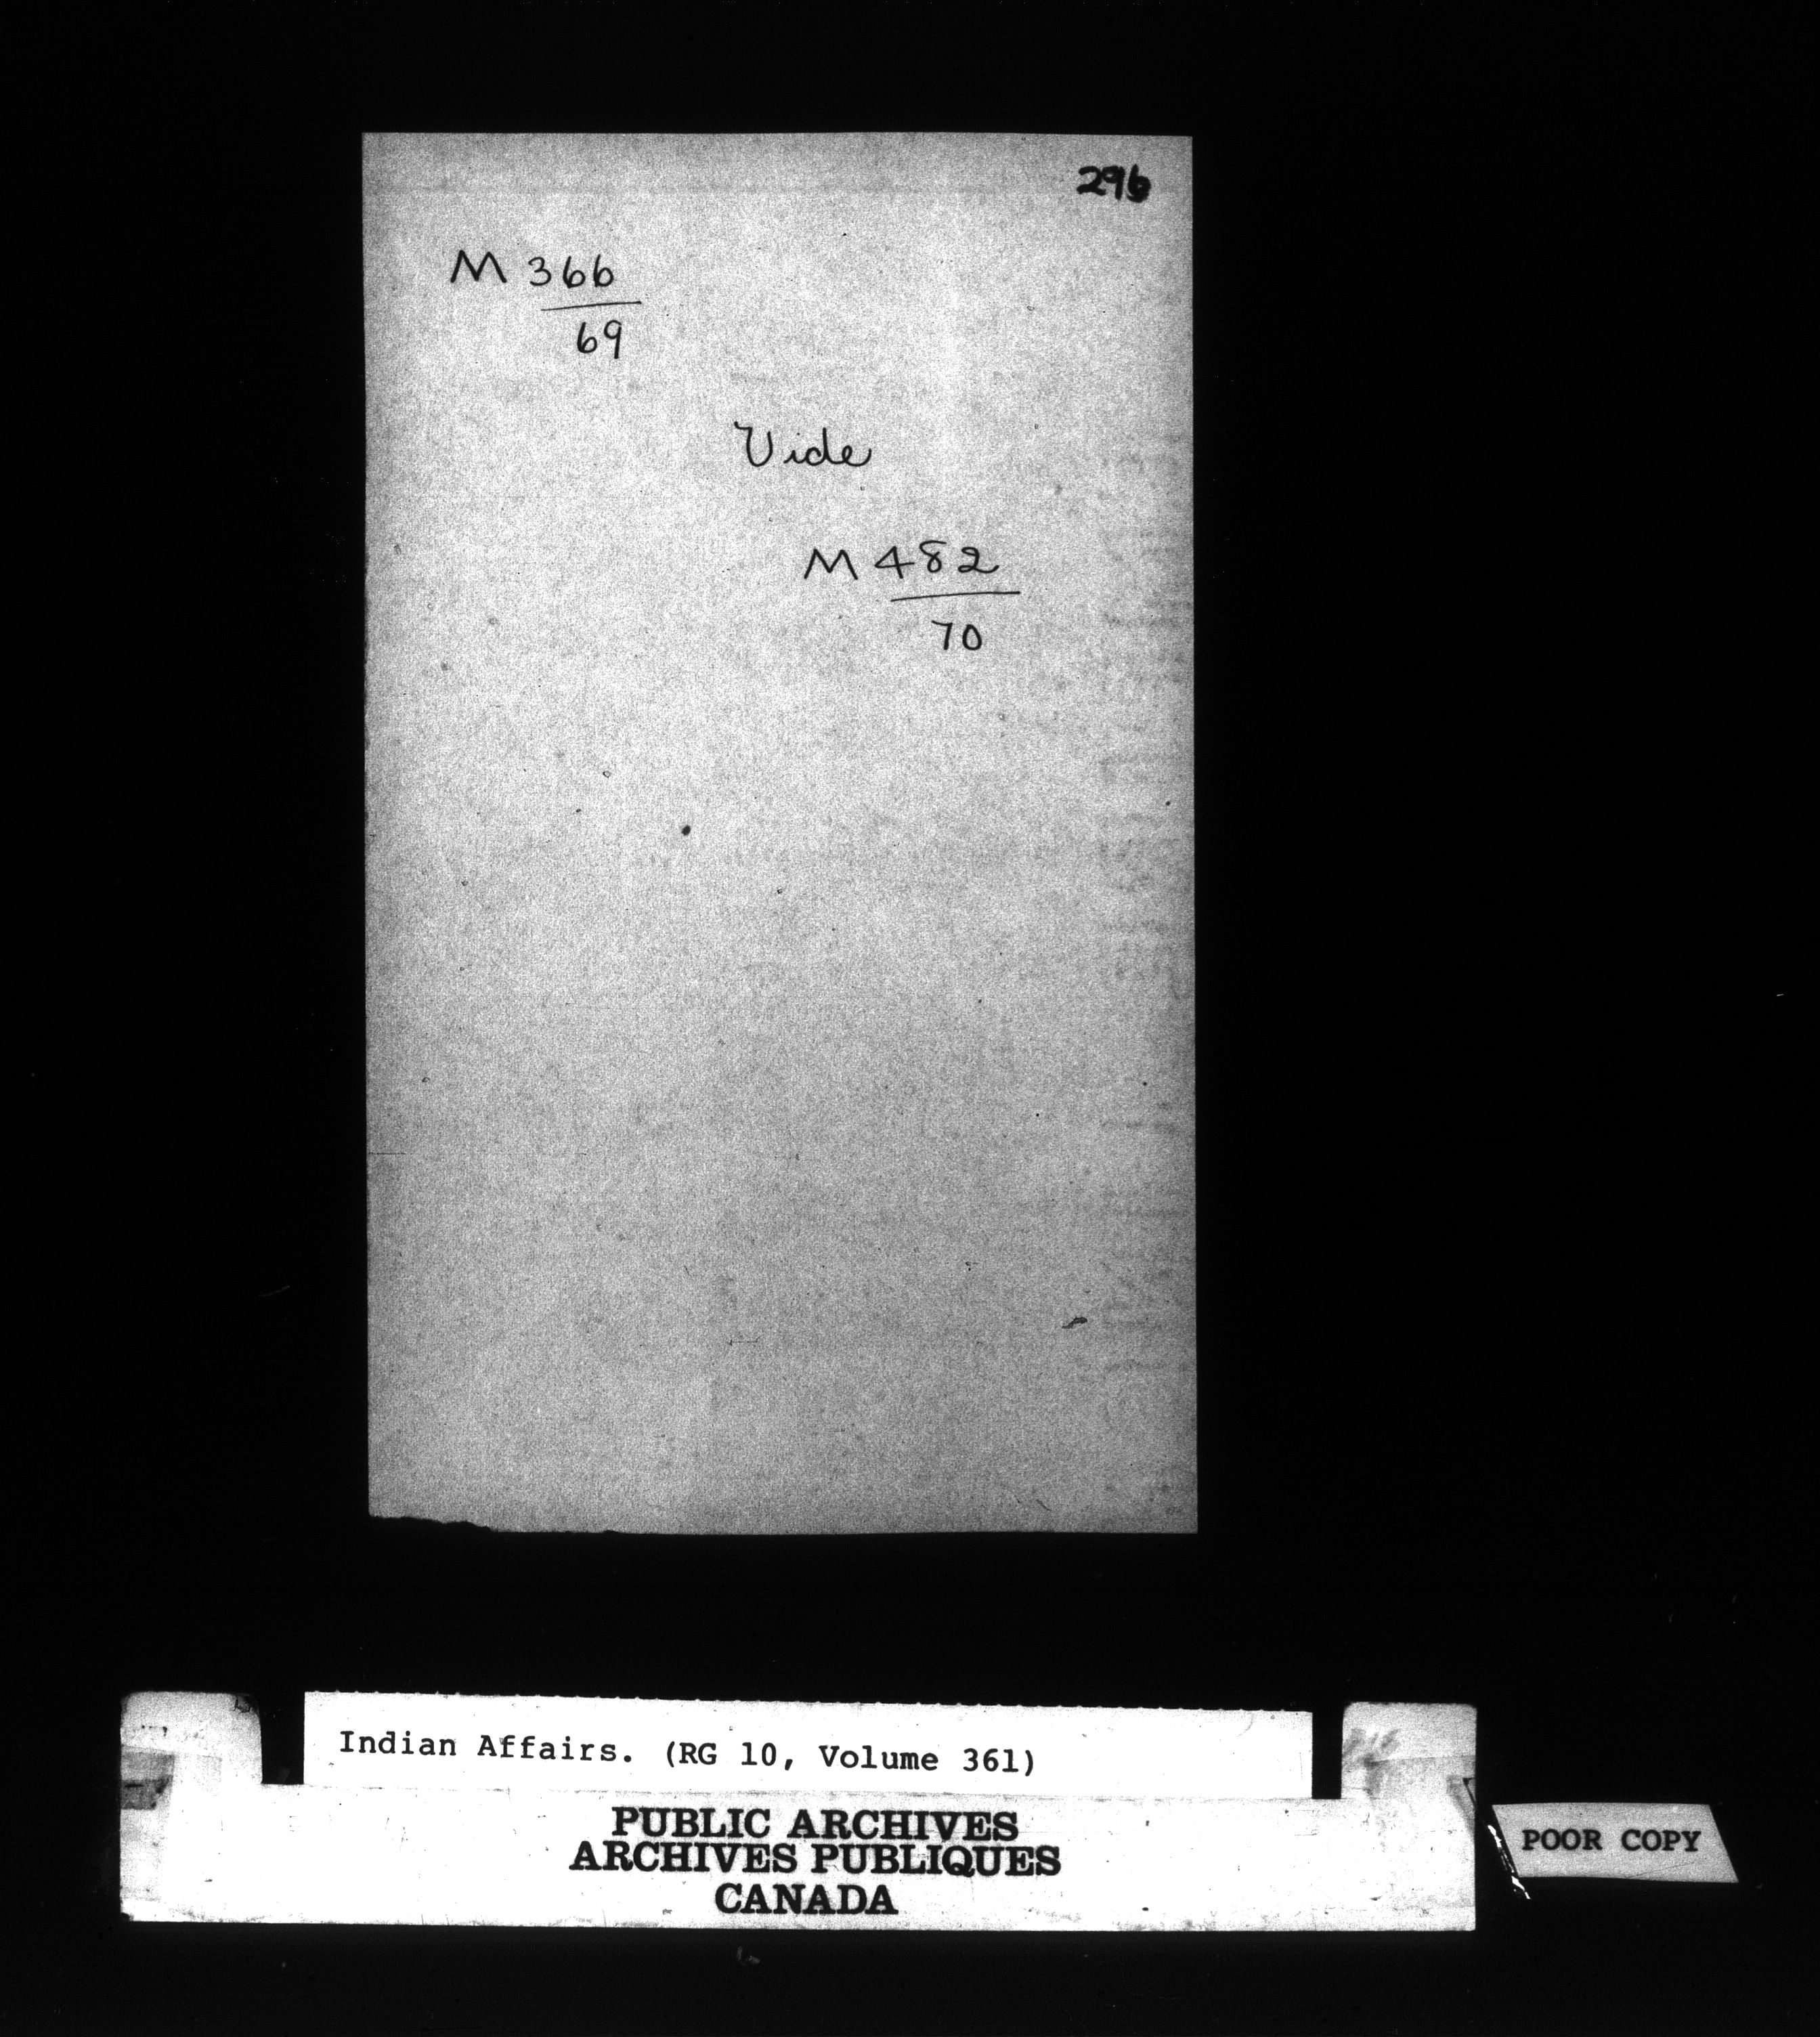 296
M 366
69
Vide
M 482
70
Indian Affairs. (RG 10, Volume 361)
PUBLIC ARCHIVES
ARCHIVES PUBLIQUES
CANADA
POOR COPY